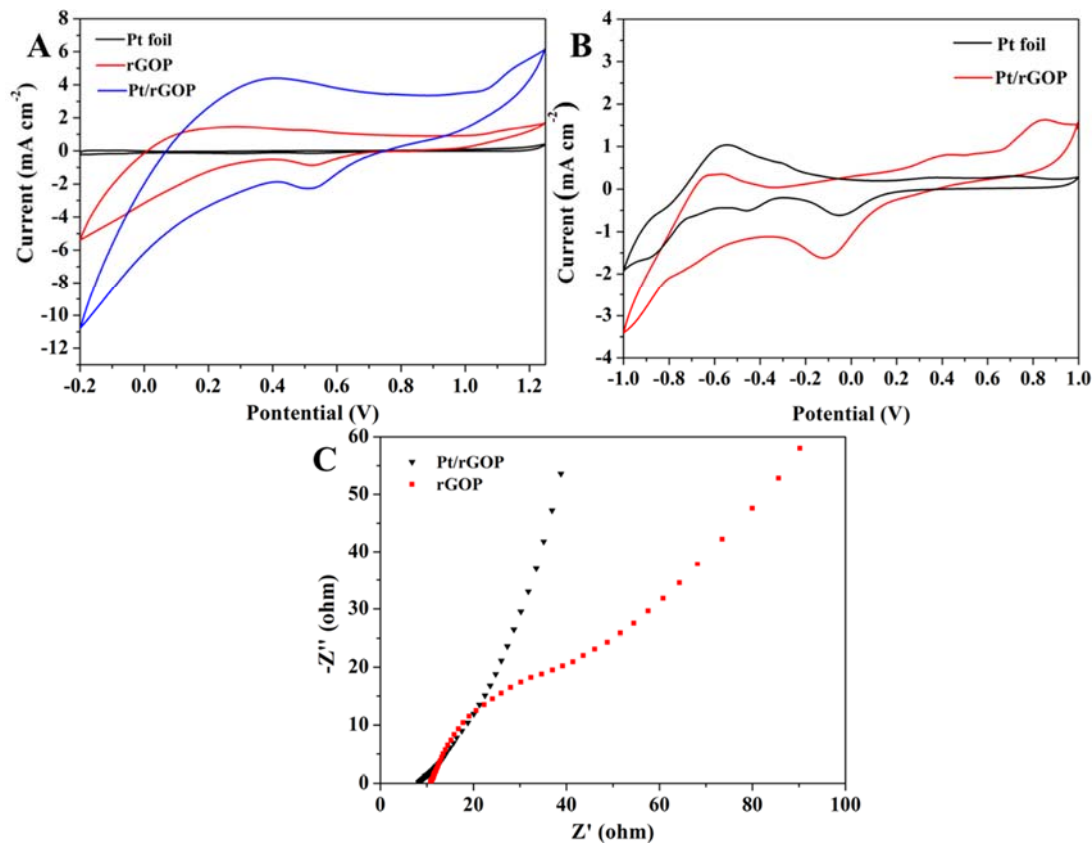 A
Pt foil
rGOP
Pt/rGOP
Current (mA cm-2)
8
6
4
2
0
-2
-4
-6
-8
-10
-12
-0.2 0.0 0.2 0.4 0.6 0.8 1.0 1.2
Pontential (V)
B
Pt foil
Pt/rGOP
Current (mA cm-2)
4
3
2
1
0
-1
-2
-3
-4
-1.0 -0.8 -0.6 -0.4 -0.2 0.0 0.2 0.4 0.6 0.8 1.0
Potential (V)
C
Pt/rGOP
rGOP
-Z'' (ohm)
60
50
40
30
20
10
0
0 20 40 60 80 100
Z' (ohm)